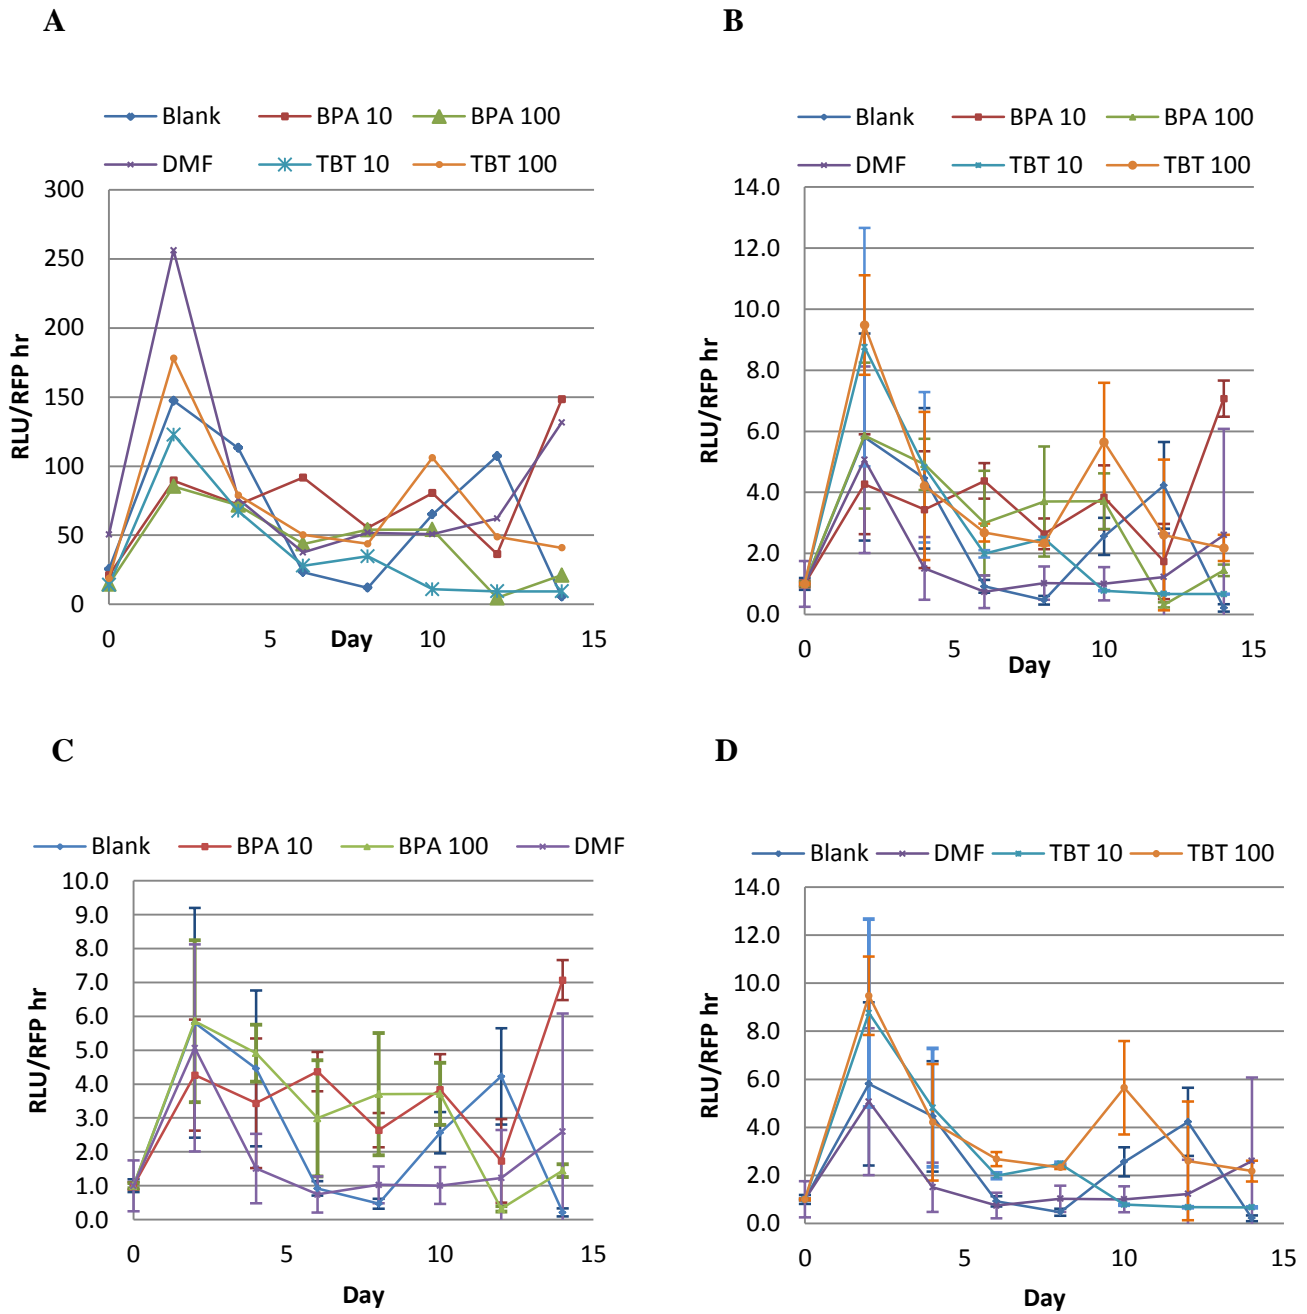 A
Blank BPA 10 BPA 100
DMF TBT 10 TBT 100
300
250
200
150
100
50
0
RLU/RFP hr
0 5 10 15
Day
B
Blank BPA 10 BPA 100
DMF TBT 10 TBT 100
14.0
12.0
10.0
8.0
6.0
4.0
2.0
0.0
RLU/RFP hr
0 5 10 15
Day
C
Blank BPA 10 BPA 100 DMF
10.0
9.0
8.0
7.0
6.0
5.0
4.0
3.0
2.0
1.0
0.0
RLU/RFP hr
0 5 10 15
Day
D
Blank DMF TBT 10 TBT 100
14.0
12.0
10.0
8.0
6.0
4.0
2.0
0.0
RLU/RFP hr
0 5 10 15
Day